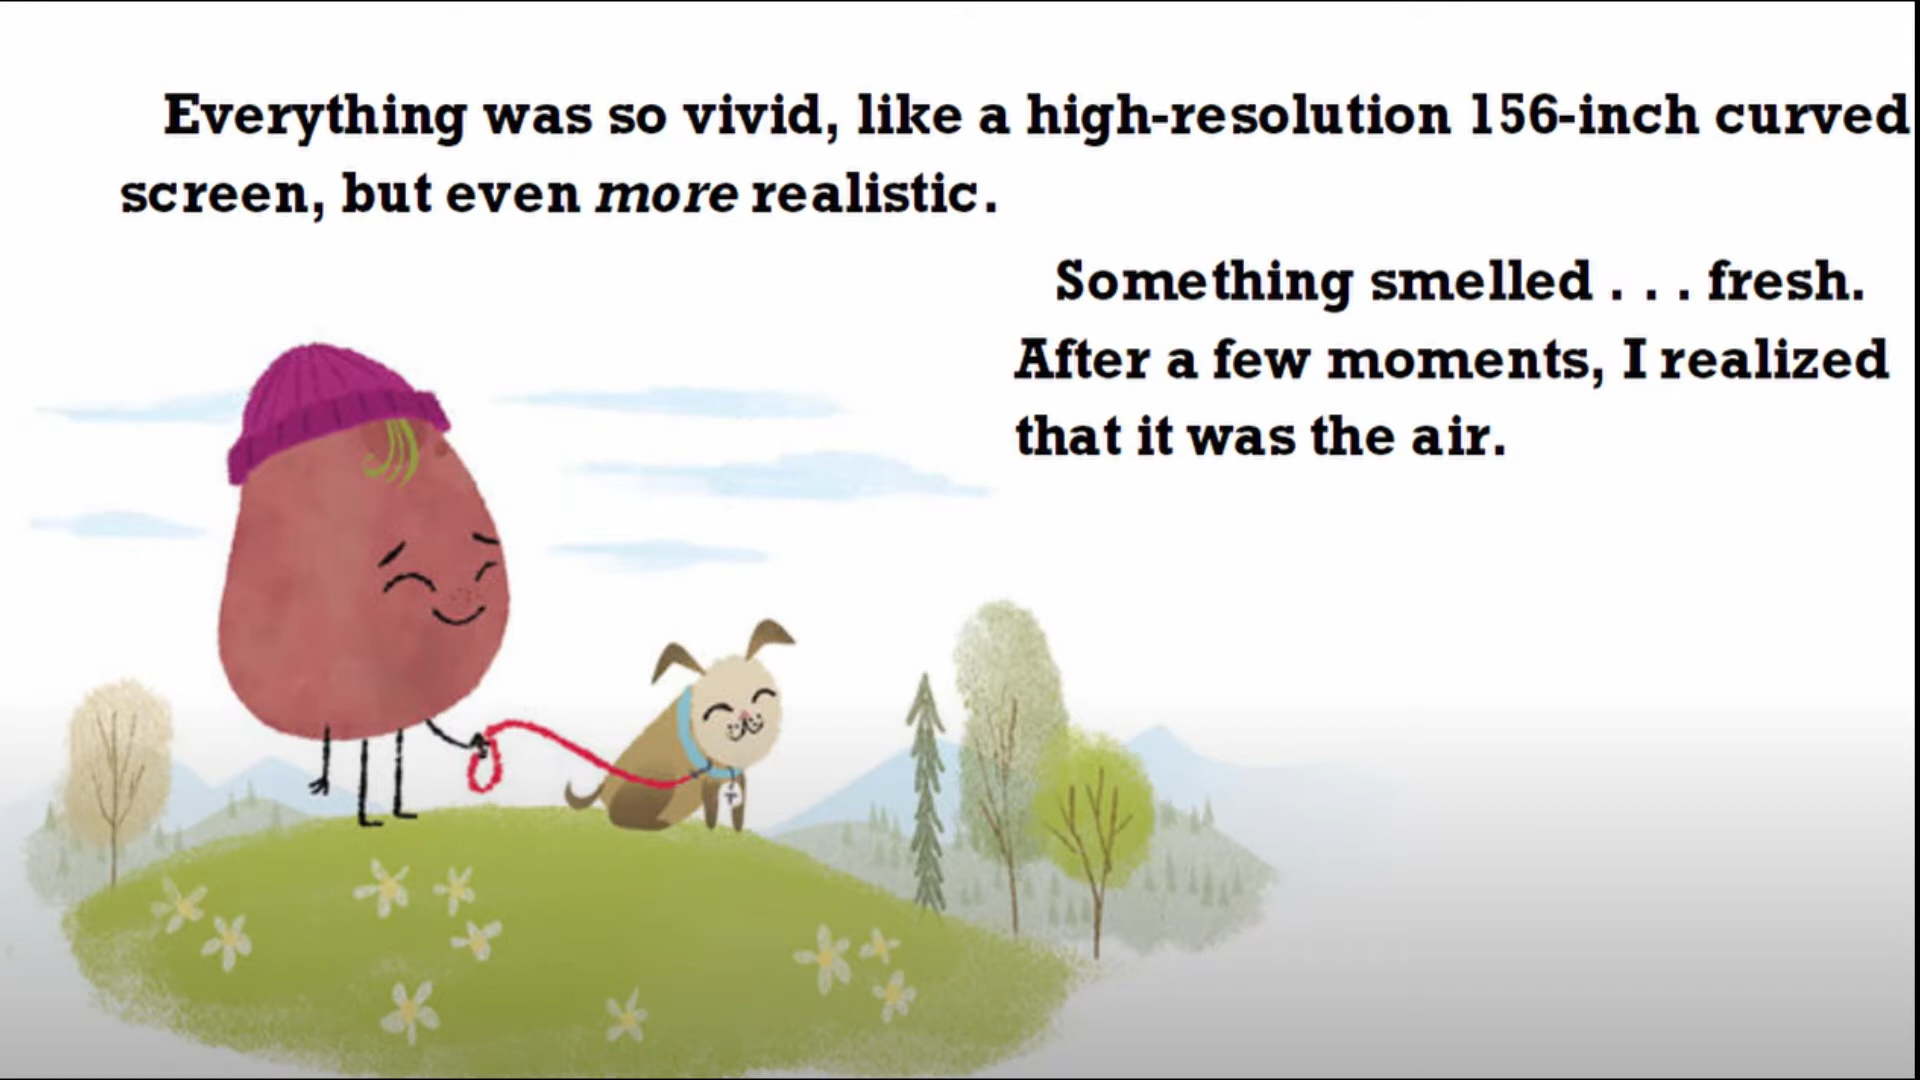 Everything was so vivid, like a high-resolution 156-inch curved
screen, but even more realistic.
Something smelled . . . fresh.
After a few moments, I realized
that it was the air.
T